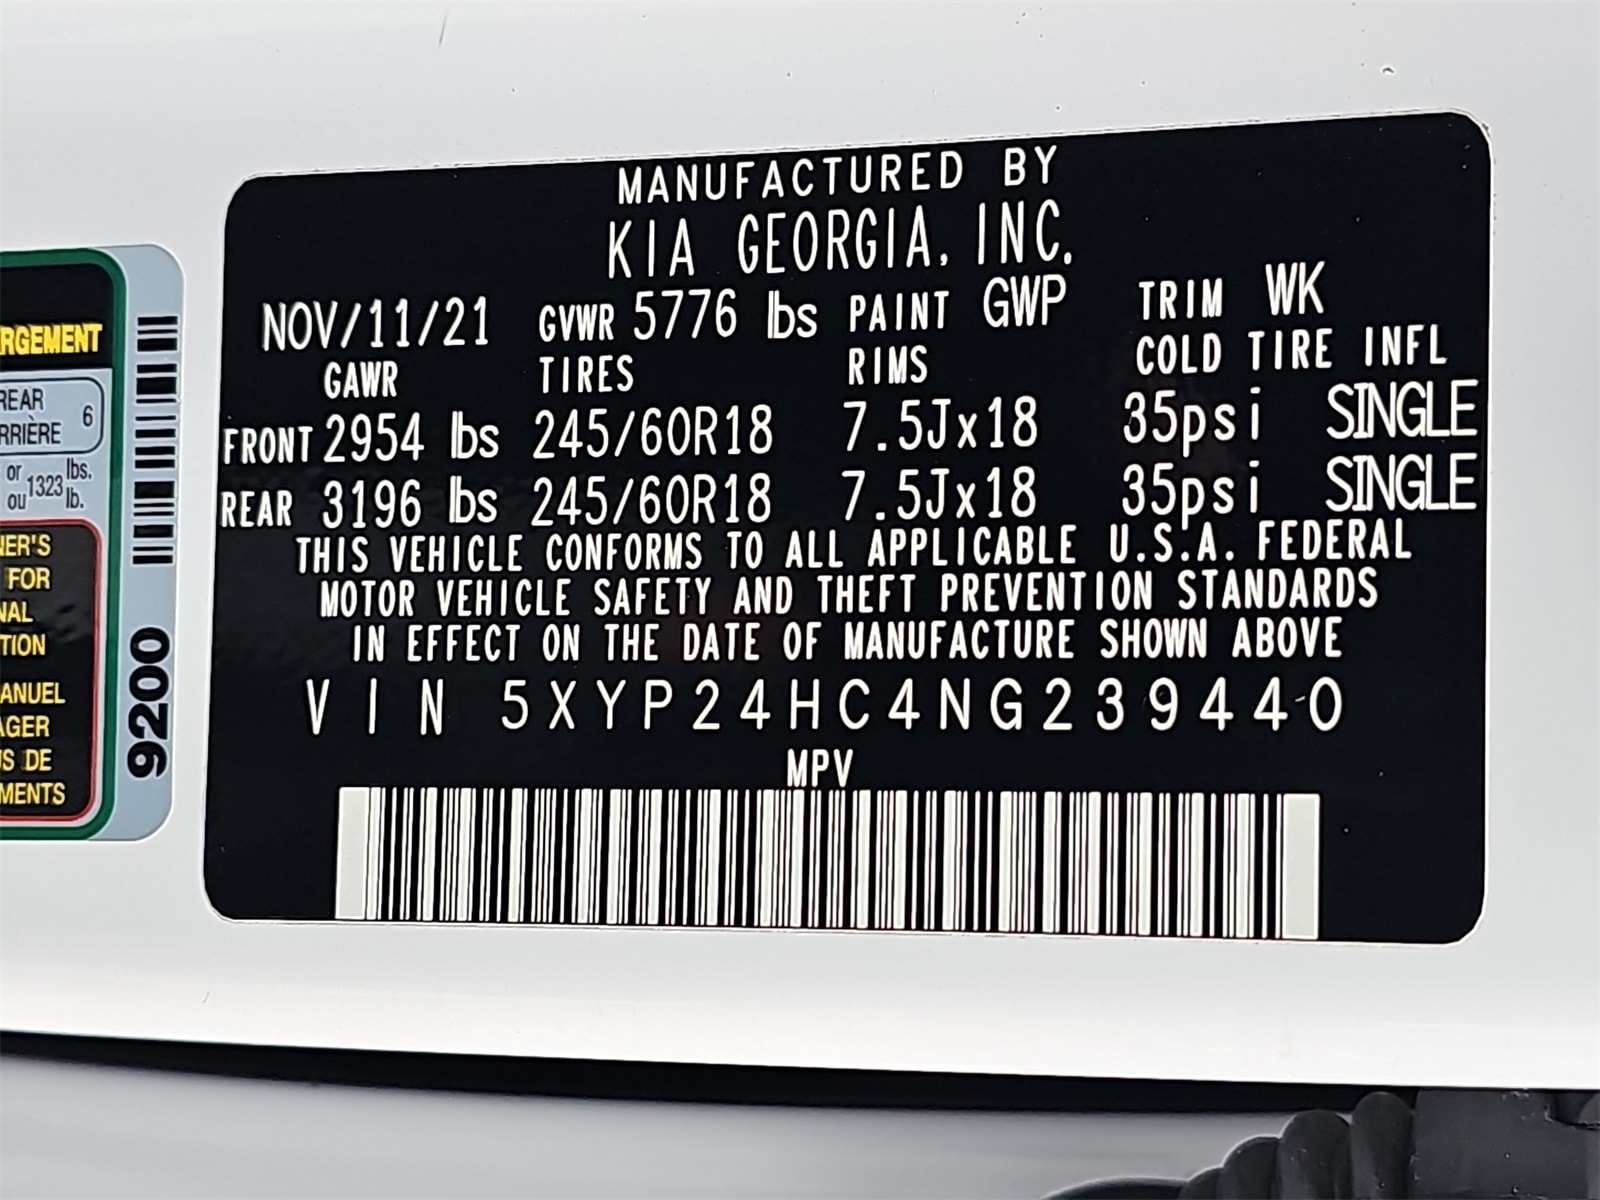 MANUFACTURED BY
KIA GEORGIA, INC.
NOV/11/21 GVWR 5776 lbs PAINT GWP TRIM WK
GAWR TIRES RIMS COLD TIRE INFL
FRONT 2954 lbs 245/60R18 7.5Jx18 35psi SINGLE
REAR 3196 lbs 245/60R18 7.5Jx18 35psi SINGLE
THIS VEHICLE CONFORMS TO ALL APPLICABLE U.S.A. FEDERAL
MOTOR VEHICLE SAFETY AND THEFT PREVENTION STANDARDS
IN EFFECT ON THE DATE OF MANUFACTURE SHOWN ABOVE
VIN 5XYP24HC4NG239440
MPV
RGEMENT
REAR
RRIÈRE 6
or lbs.
ou 1323 lb.
NER'S
FOR
NAL
TION
ANUEL
AGER
US DE
MENTS
9200